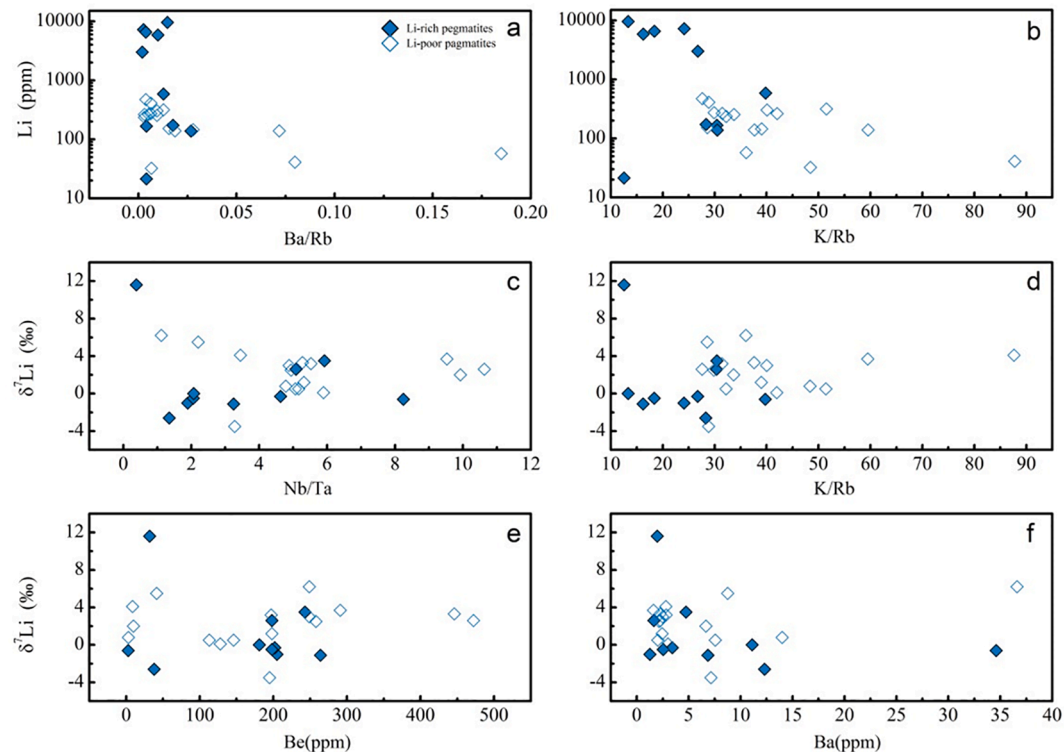 10000
1000
100
10
Li (ppm)
a
Li-rich pegmatites
Li-poor pagmatites
0.00 0.05 0.10 0.15 0.20
Ba/Rb
10000
1000
100
10
b
10 20 30 40 50 60 70 80 90
K/Rb
12
8
4
0
-4
δ⁷Li (‰)
c
0 2 4 6 8 10 12
Nb/Ta
12
8
4
0
-4
d
10 20 30 40 50 60 70 80 90
K/Rb
12
8
4
0
-4
δ⁷Li (‰)
e
0 100 200 300 400 500
Be(ppm)
12
8
4
0
-4
f
0 5 10 15 20 25 30 35 40
Ba(ppm)